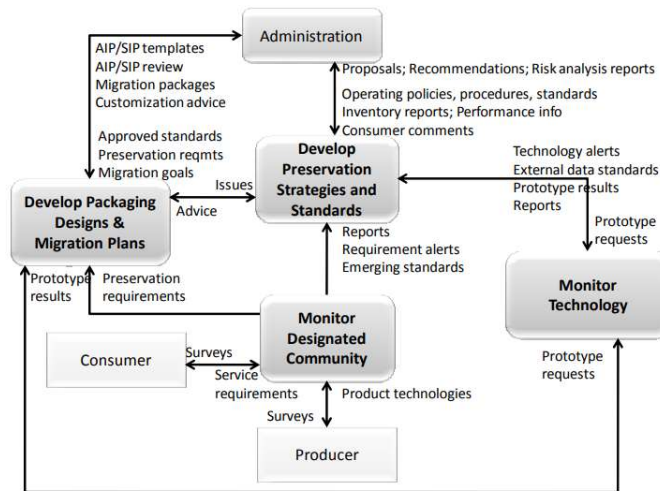 Administration
AIP/SIP templates
AIP/SIP review
Migration packages
Customization advice
Proposals; Recommendations; Risk analysis reports
Operating policies, procedures, standards
Inventory reports; Performance info
Consumer comments
Approved standards
Preservation reqmts
Migration goals
Develop
Preservation
Strategies and
Standards
Technology alerts
External data standards
Prototype results
Reports
Issues
Advice
Develop Packaging
Designs &
Migration Plans
Prototype
requests
Reports
Requirement alerts
Emerging standards
Prototype
results
Preservation
requirements
Monitor
Technology
Monitor
Designated
Community
Consumer
Surveys
Service
requirements
Prototype
requests
Product technologies
Surveys
Producer